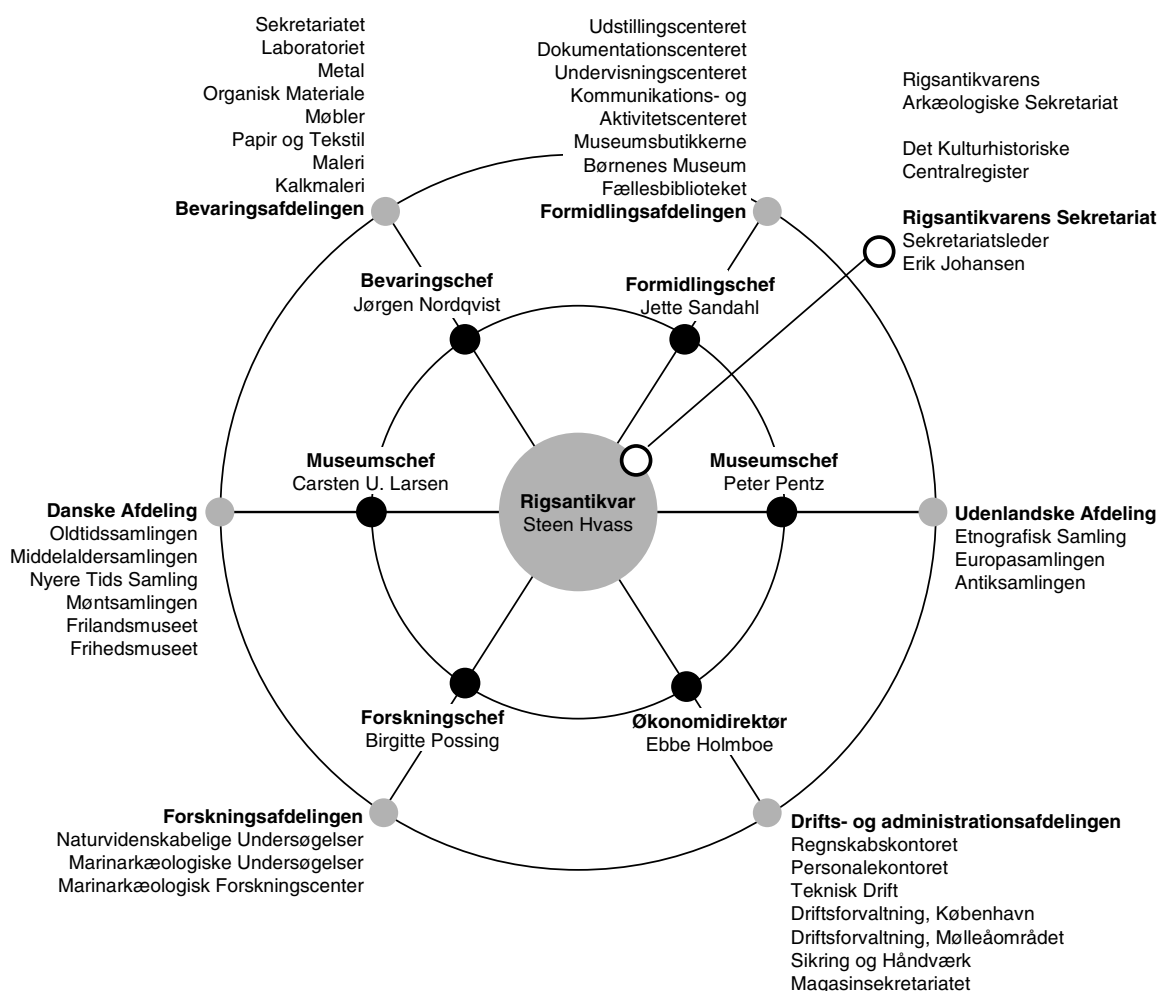 Sekretariatet
Laboratoriet
Metal
Organisk Materiale
Møbler
Papir og Tekstil
Maleri
Kalkmaleri
Bevaringsafdelingen
Udstillingscenteret
Dokumentationscenteret
Undervisningscenteret
Kommunikations- og
Aktivitetscenteret
Museumsbutikkerne
Børnenes Museum
Fællesbiblioteket
Formidlingsafdelingen
Rigsantikvarens
Arkæologiske Sekretariat
Det Kulturhistoriske
Centralregister
Rigsantikvarens Sekretariat
Sekretariatsleder
Erik Johansen
Bevaringschef
Jørgen Nordqvist
Formidlingschef
Jette Sandahl
Museumschef
Carsten U. Larsen
Rigsantikvar
Steen Hvass
Museumschef
Peter Pentz
Danske Afdeling
Oldtidssamlingen
Middelaldersamlingen
Nyere Tids Samling
Møntsamlingen
Frilandsmuseet
Frihedsmuseet
Udenlandske Afdeling
Etnografisk Samling
Europasamlingen
Antiksamlingen
Forskningschef
Birgitte Possing
Økonomidirektør
Ebbe Holmboe
Forskningsafdelingen
Naturvidenskabelige Undersøgelser
Marinarkæologiske Undersøgelser
Marinarkæologisk Forskningscenter
Drifts- og administrationsafdelingen
Regnskabskontoret
Personalekontoret
Teknisk Drift
Driftsforvaltning, København
Driftsforvaltning, Mølleåområdet
Sikring og Håndværk
Magasinsekretariatet